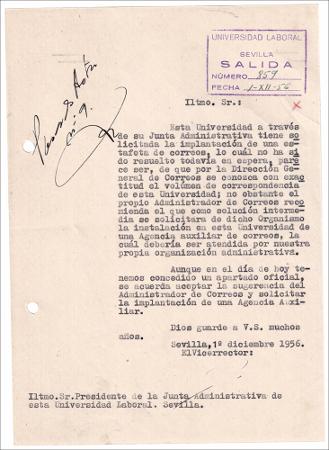 UNIVERSIDAD LABORAL
SEVILLA
SALIDA
NÚMERO 859
FECHA 1-XII-56
Iltmo. Sr.:
Esta Universidad a través
de su Junta Administrativa tiene so
licitada la implantación de una es
tafeta de correos, lo cuál no ha si
do resuelto todavía en espera, pare
ce ser, de que por la Dirección Gene
ral de Correos se conozca con exac
titud el volúmen de correspondencia
de esta Universidad; no obstante el
propio Administrador de Correos reco
mienda el que como solución interme
dia se solicitara de dicho Organismo
la instalación en esta Universidad de
una Agencia auxiliar de correos, la
cuál debería ser atendida por nuestra
propia organización administrativa.
Aunque en el día de hoy te
nemos concedido un apartado oficial,
se acuerda aceptar la sugerencia del
Administrador de Correos y solicitar
la implantación de una Agencia Auxi
liar.
Dios guarde a V.S. muchos
años.
Sevilla, 1º diciembre 1956.
ElVicerrector:
Iltmo.Sr.Presidente de la Junta Administrativa de
esta Universidad Laboral. Sevilla.